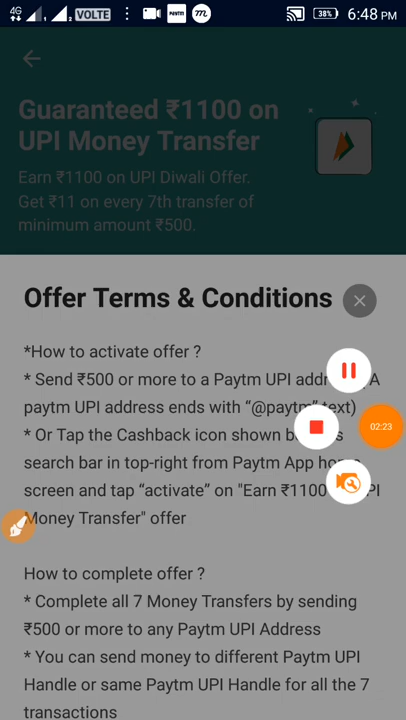 4G VOLTE paytm m 38% 6:48 PM
Guaranteed ₹1100 on
UPI Money Transfer
Earn ₹1100 on UPI Diwali Offer.
Get ₹11 on every 7th transfer of
minimum amount ₹500.
Offer Terms & Conditions
*How to activate offer ?
* Send ₹500 or more to a Paytm UPI addr A
paytm UPI address ends with “@paytm” text)
02:23
* Or Tap the Cashback icon shown b s
search bar in top-right from Paytm App ho e
screen and tap “activate” on "Earn ₹1100 PI
Money Transfer" offer
How to complete offer ?
* Complete all 7 Money Transfers by sending
₹500 or more to any Paytm UPI Address
* You can send money to different Paytm UPI
Handle or same Paytm UPI Handle for all the 7
transactions